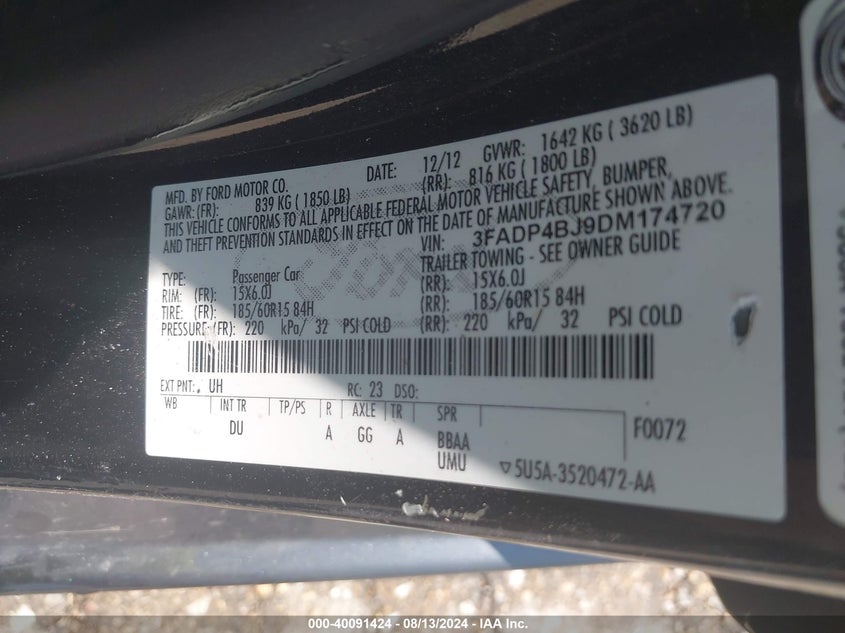 MFD. BY FORD MOTOR CO. DATE: 12/12 GVWR: 1642 KG ( 3620 LB)
GAWR: (FR): 839 KG ( 1850 LB) (RR): 816 KG ( 1800 LB)
THIS VEHICLE CONFORMS TO ALL APPLICABLE FEDERAL MOTOR VEHICLE SAFETY, BUMPER,
AND THEFT PREVENTION STANDARDS IN EFFECT ON THE DATE OF MANUFACTURE SHOWN ABOVE.
VIN: 3FADP4BJ9DM174720
TYPE: Passenger Car TRAILER TOWING - SEE OWNER GUIDE
RIM: (FR): 15X6.0J (RR): 15X6.0J
TIRE: (FR): 185/60R15 84H (RR): 185/60R15 84H
PRESSURE: (FR): 220 kPa/ 32 PSI COLD (RR): 220 kPa/ 32 PSI COLD
EXT PNT: UH RC: 23 DSO:
WB INT TR TP/PS R AXLE TR SPR
DU A GG A BBAA F0072
UMU ▽5U5A-3520472-AA
000-40091424 - 08/13/2024 - IAA Inc.